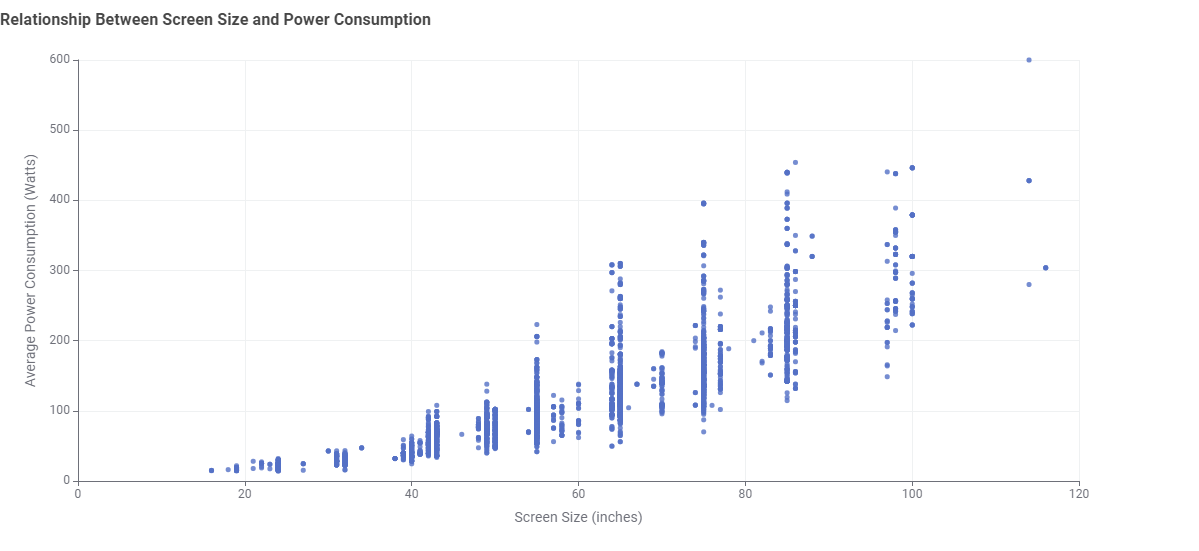 Relationship Between Screen Size and Power Consumption
600
500
400
300
200
100
0
Average Power Consumption (Watts)
0 20 40 60 80 100 120
Screen Size (inches)